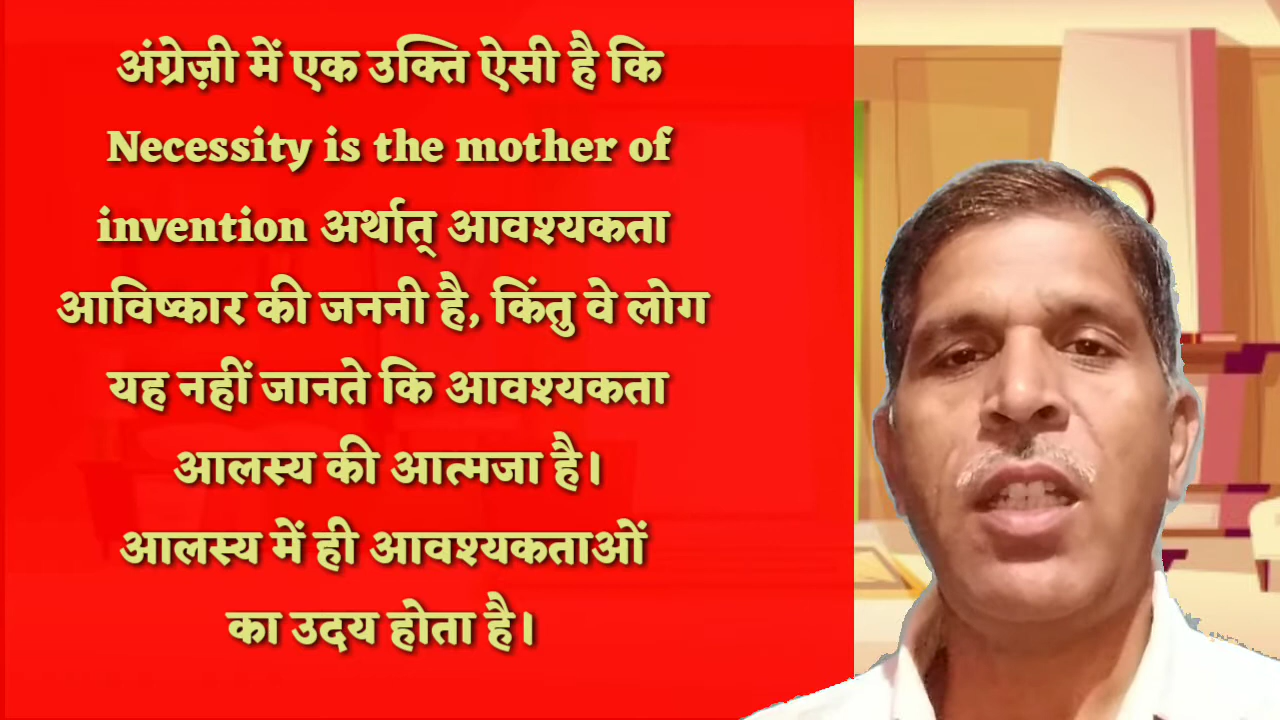 अंग्रेज़ी में एक उक्ति ऐसी है कि
Necessity is the mother of
invention अर्थात् आवश्यकता
आविष्कार की जननी है, किंतु वे लोग
यह नहीं जानते कि आवश्यकता
आलस्य की आत्मजा है।
आलस्य में ही आवश्यकताओं
का उदय होता है।